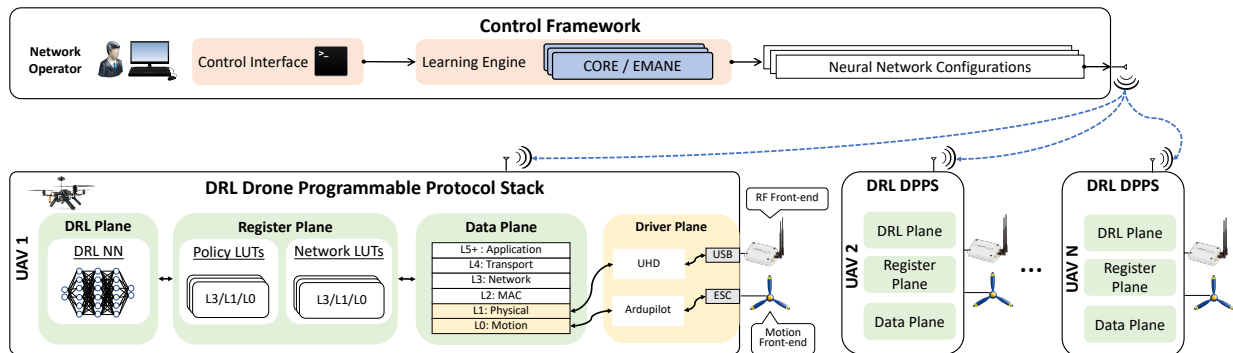 Control Framework
Network
Operator
Control Interface
>_
Learning Engine
CORE / EMANE
Neural Network Configurations
DRL Drone Programmable Protocol Stack
UAV 1
DRL Plane
DRL NN
Register Plane
Policy LUTs
L3/L1/L0
Network LUTs
L3/L1/L0
Data Plane
L5+ : Application
L4: Transport
L3: Network
L2: MAC
L1: Physical
L0: Motion
Driver Plane
UHD
Ardupilot
USB
ESC
RF Front-end
Motion
Front-end
DRL DPPS
UAV 2
DRL Plane
Register
Plane
Data Plane
...
DRL DPPS
UAV N
DRL Plane
Register
Plane
Data Plane